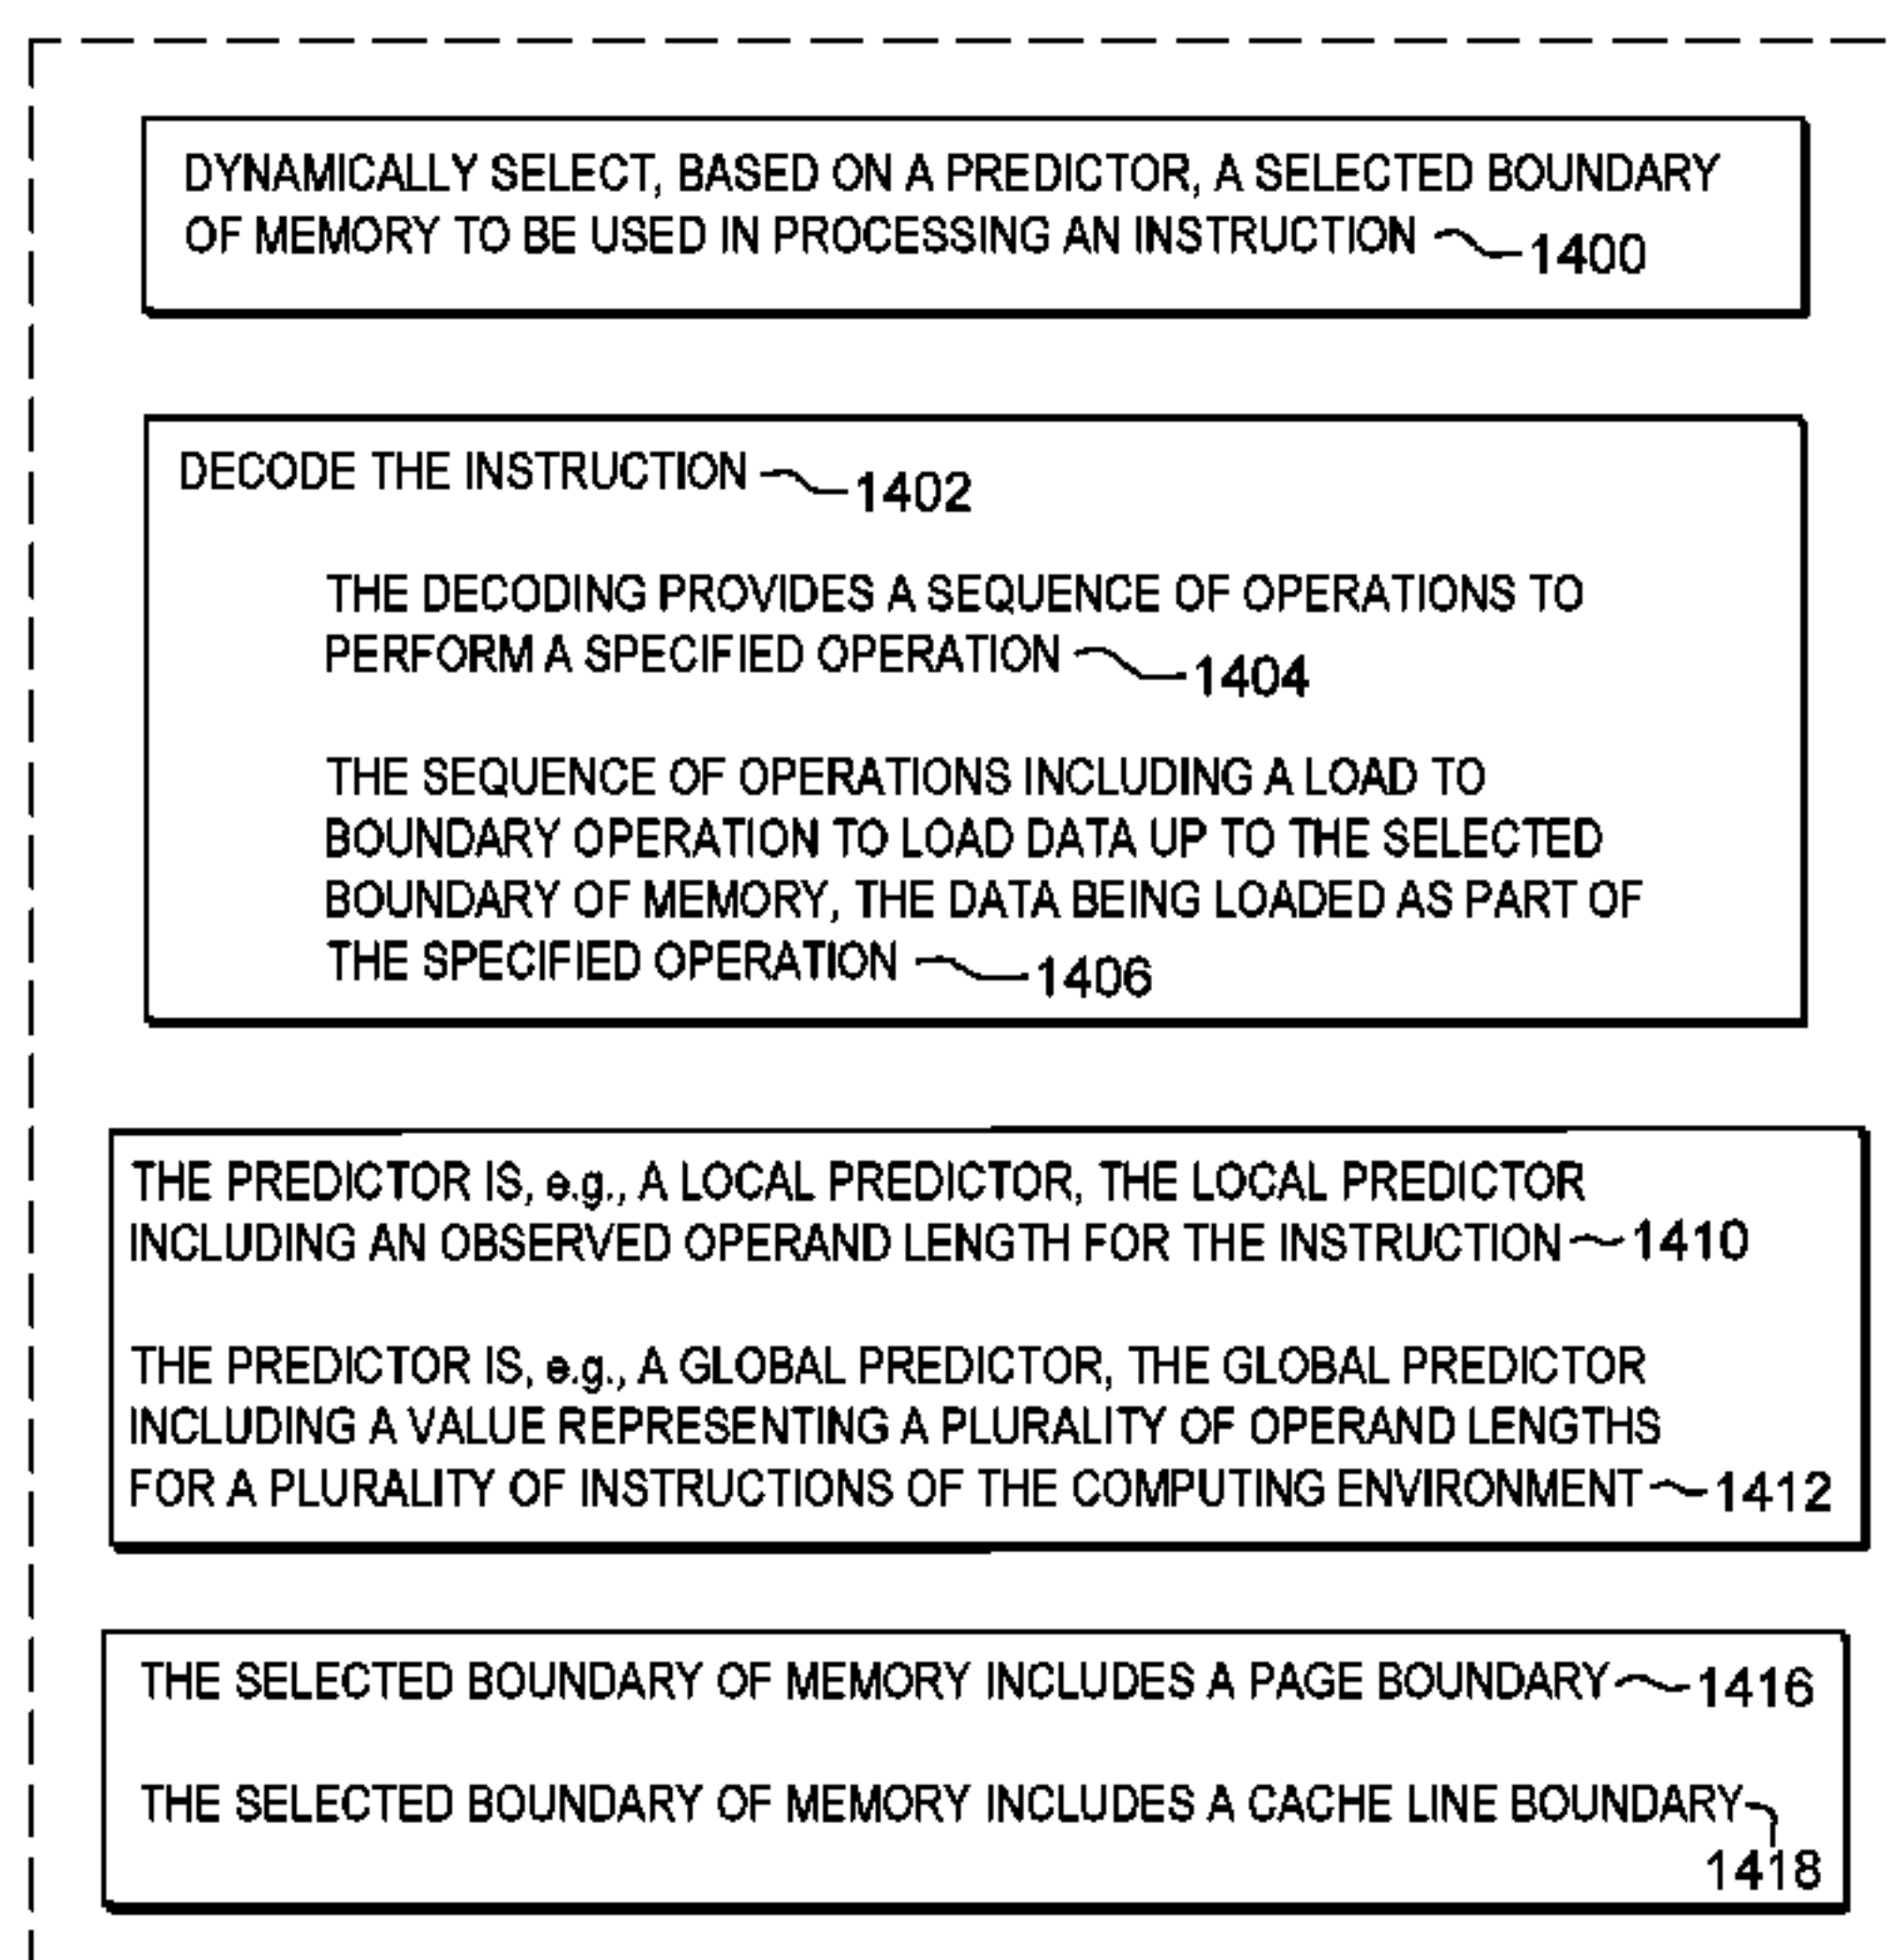 DYNAMICALLY SELECT, BASED ON A PREDICTOR, A SELECTED BOUNDARY
OF MEMORY TO BE USED IN PROCESSING AN INSTRUCTION 1400
DECODE THE INSTRUCTION 1402
THE DECODING PROVIDES A SEQUENCE OF OPERATIONS TO
PERFORM A SPECIFIED OPERATION 1404
THE SEQUENCE OF OPERATIONS INCLUDING A LOAD TO
BOUNDARY OPERATION TO LOAD DATA UP TO THE SELECTED
BOUNDARY OF MEMORY, THE DATA BEING LOADED AS PART OF
THE SPECIFIED OPERATION 1406
THE PREDICTOR IS, e.g., A LOCAL PREDICTOR, THE LOCAL PREDICTOR
INCLUDING AN OBSERVED OPERAND LENGTH FOR THE INSTRUCTION 1410
THE PREDICTOR IS, e.g., A GLOBAL PREDICTOR, THE GLOBAL PREDICTOR
INCLUDING A VALUE REPRESENTING A PLURALITY OF OPERAND LENGTHS
FOR A PLURALITY OF INSTRUCTIONS OF THE COMPUTING ENVIRONMENT 1412
THE SELECTED BOUNDARY OF MEMORY INCLUDES A PAGE BOUNDARY 1416
THE SELECTED BOUNDARY OF MEMORY INCLUDES A CACHE LINE BOUNDARY
1418